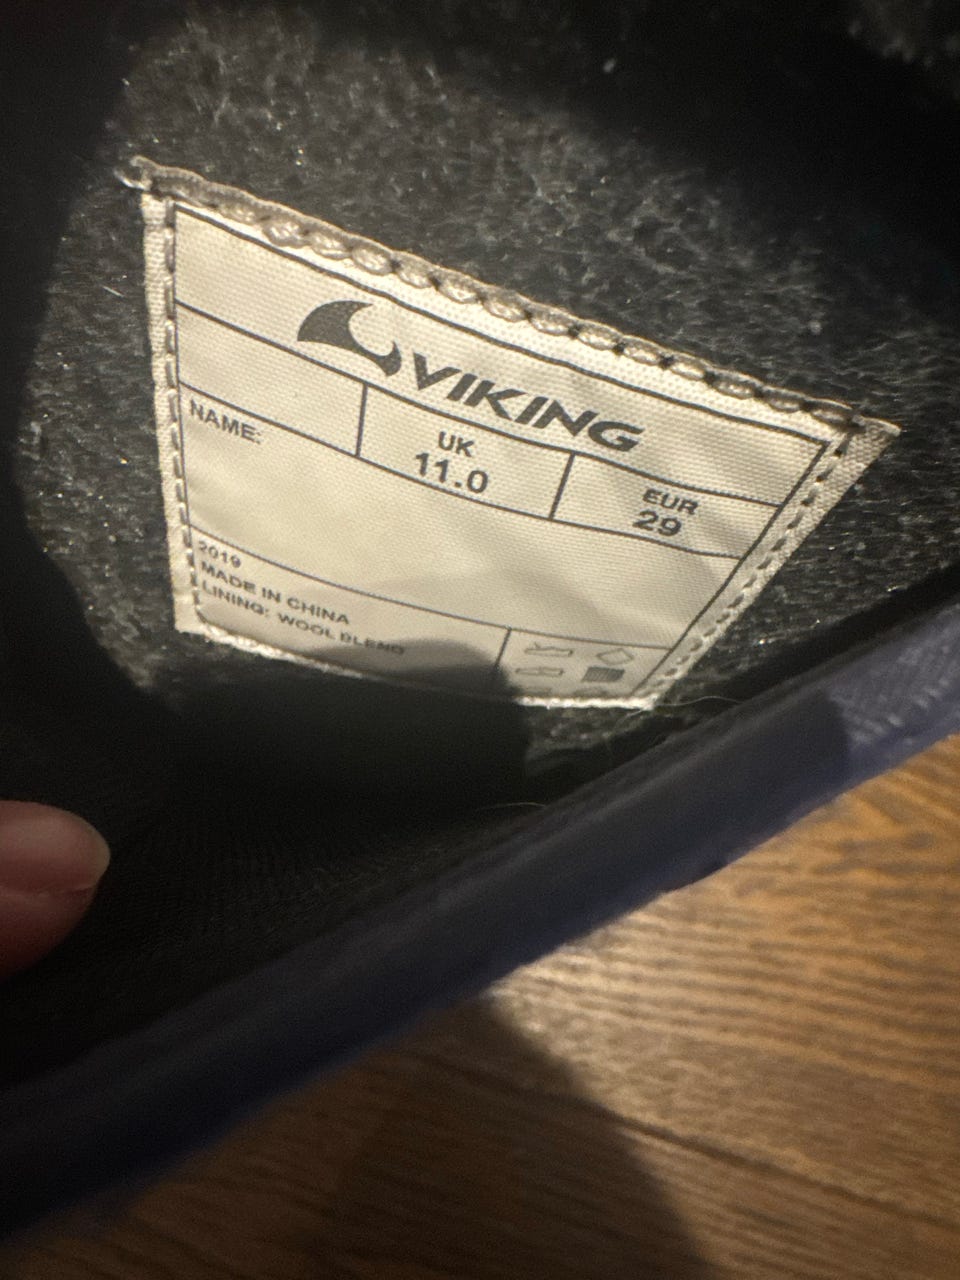 VIKING
UK
11.0
EUR
29
NAME:
2019
MADE IN CHINA
LINING: WOOL BLEND